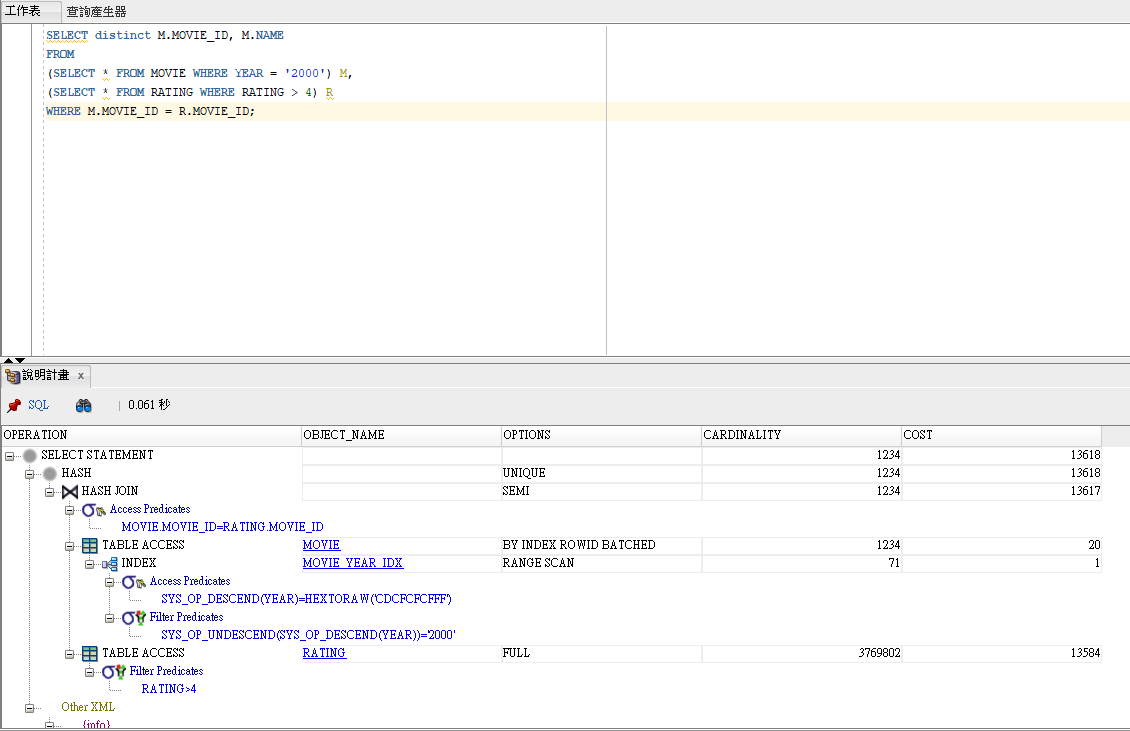 工作表 查詢產生器
SELECT distinct M.MOVIE_ID, M.NAME
FROM
(SELECT * FROM MOVIE WHERE YEAR = '2000') M,
(SELECT * FROM RATING WHERE RATING > 4) R
WHERE M.MOVIE_ID = R.MOVIE_ID;
說明計畫 x
SQL | 0.061 秒
OPERATION OBJECT_NAME OPTIONS CARDINALITY COST
SELECT STATEMENT 1234 13618
HASH UNIQUE 1234 13618
HASH JOIN SEMI 1234 13617
Access Predicates
MOVIE.MOVIE_ID=RATING.MOVIE_ID
TABLE ACCESS MOVIE BY INDEX ROWID BATCHED 1234 20
INDEX MOVIE_YEAR_IDX RANGE SCAN 71 1
Access Predicates
SYS_OP_DESCEND(YEAR)=HEXTORAW('CDCFCFCFFF')
Filter Predicates
SYS_OP_UNDESCEND(SYS_OP_DESCEND(YEAR))='2000'
TABLE ACCESS RATING FULL 3769802 13584
Filter Predicates
RATING>4
Other XML
{info}